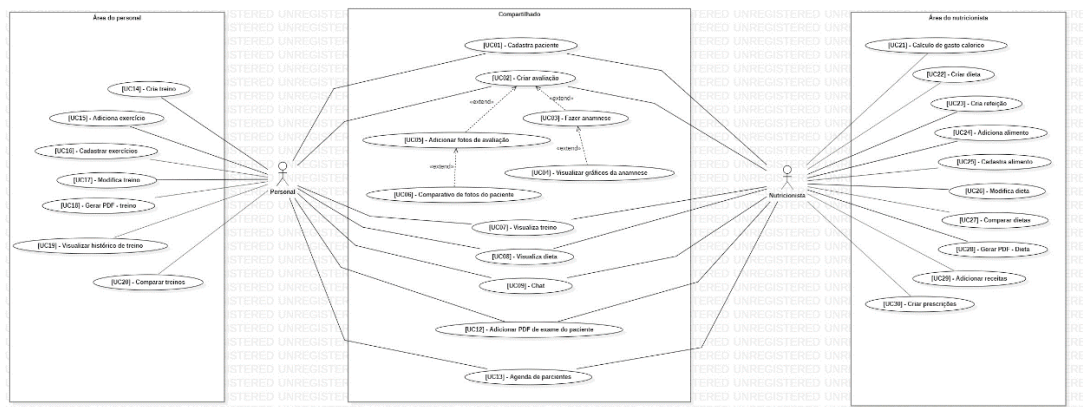 Área do personal
[UC14] - Cria treino
[UC15] - Adiciona exercício
[UC16] - Cadastrar exercícios
[UC17] - Modifica treino
[UC18] - Gerar PDF - treino
[UC19] - Visualizar histórico de treino
[UC20] - Comparar treinos
Personal
Compartilhado
[UC01] - Cadastra paciente
[UC02] - Criar avaliação
«extend»
«extend»
[UC03] - Fazer anamnese
[UC05] - Adicionar fotos de avaliação
«extend»
«extend»
[UC04] - Visualizar gráficos da anamnese
[UC06] - Comparativo de fotos do paciente
[UC07] - Visualiza treino
[UC08] - Visualiza dieta
[UC09] - Chat
[UC12] - Adicionar PDF de exame do paciente
[UC13] - Agenda de parcientes
Nutricionista
Área do nutricionista
[UC21] - Calculo de gasto calorico
[UC22] - Criar dieta
[UC23] - Cria refeição
[UC24] - Adiciona alimento
[UC25] - Cadastra alimento
[UC26] - Modifica dieta
[UC27] - Comparar dietas
[UC28] - Gerar PDF - Dieta
[UC29] - Adicionar receitas
[UC30] - Criar prescrições
UNREGISTERED